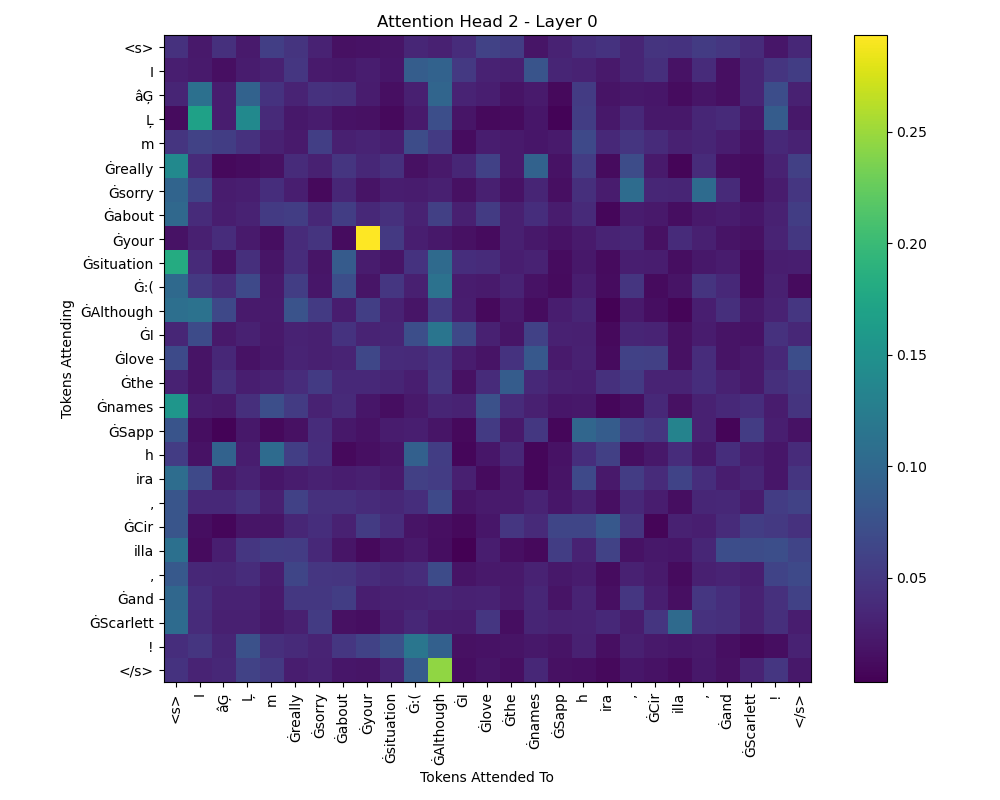 Attention Head 2 - Layer 0
Tokens Attending
<s>
I
âĢ
Ļ
m
Ġreally
Ġsorry
Ġabout
Ġyour
Ġsituation
Ġ:(
ĠAlthough
ĠI
Ġlove
Ġthe
Ġnames
ĠSapp
h
ira
,
ĠCir
illa
,
Ġand
ĠScarlett
!
</s>
<s>
I
âĢ
Ļ
m
Ġreally
Ġsorry
Ġabout
Ġyour
Ġsituation
Ġ:(
ĠAlthough
ĠI
Ġlove
Ġthe
Ġnames
ĠSapp
h
ira
,
ĠCir
illa
,
Ġand
ĠScarlett
!
</s>
Tokens Attended To
0.25
0.20
0.15
0.10
0.05